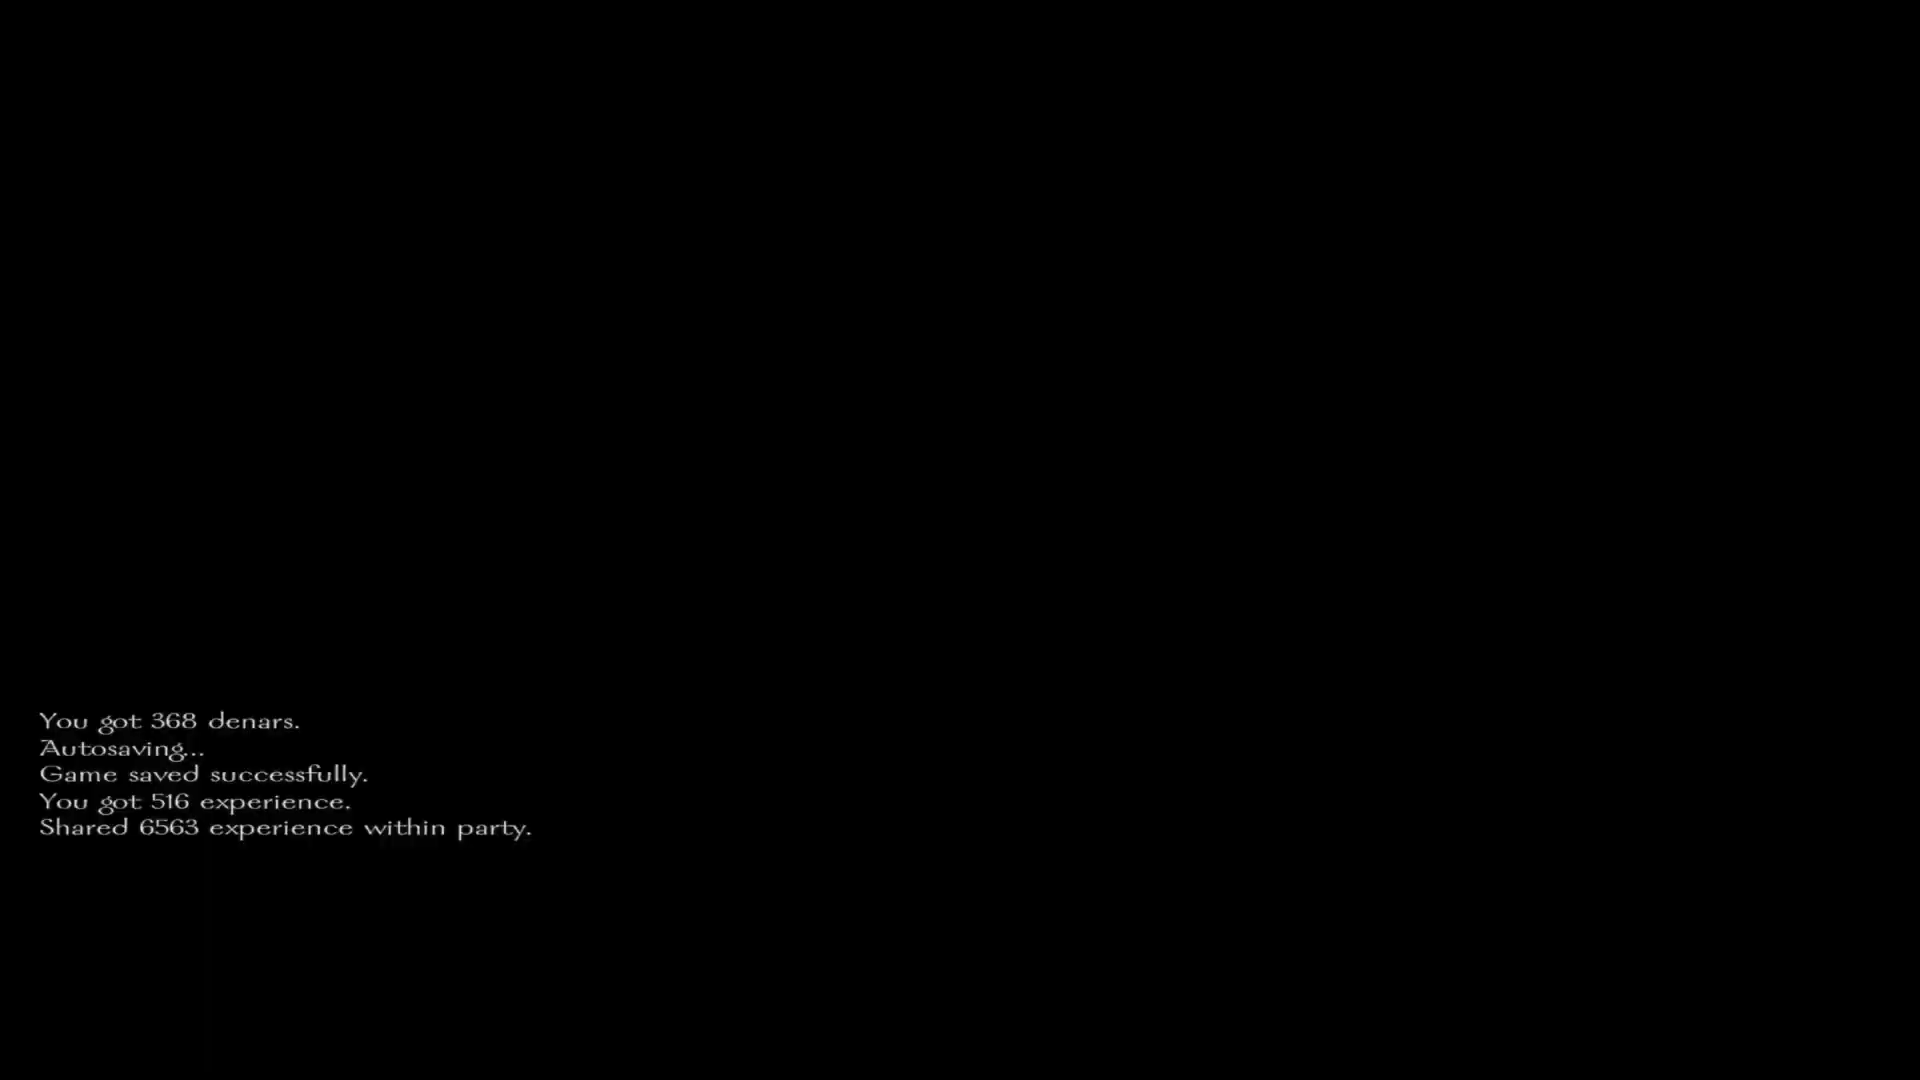 You got 368 denars.
Autosaving...
Game saved successfully.
You got 516 experience.
Shared 6563 experience within party.